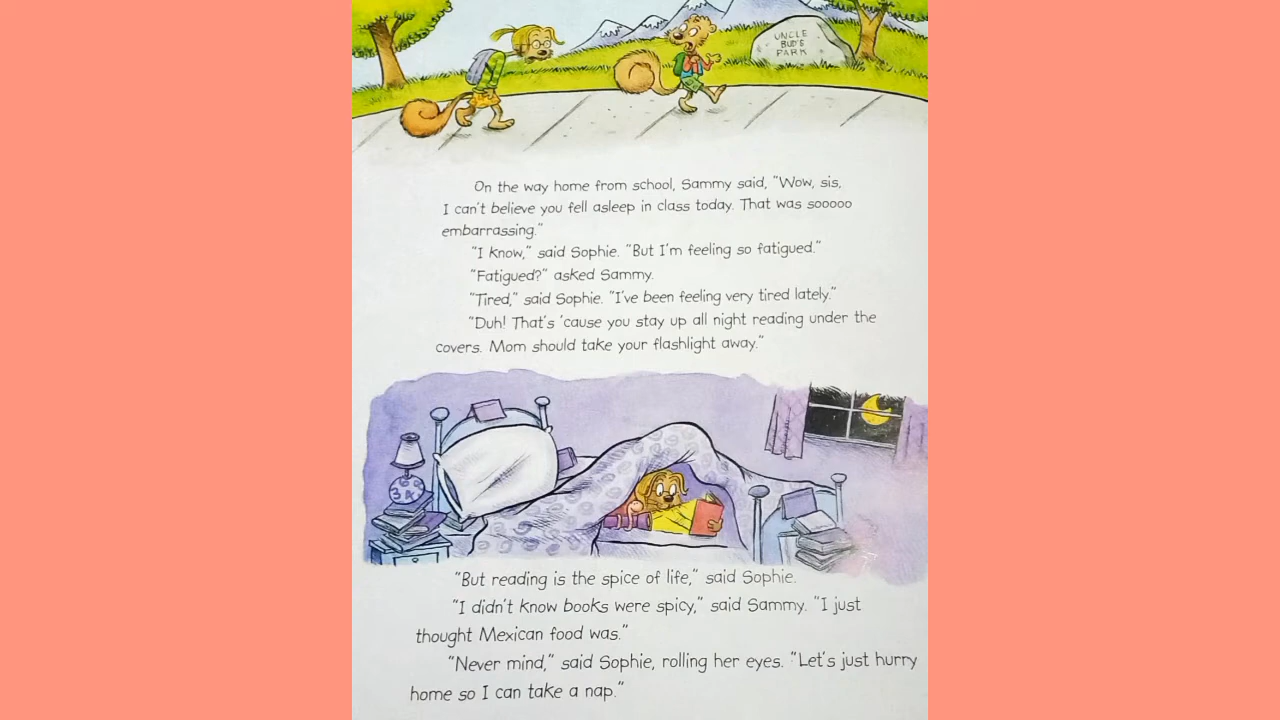 UNCLE
BUD'S
PARK
On the way home from school, Sammy said, "Wow, sis,
I can't believe you fell asleep in class today. That was sooooo
embarrassing."
"I know," said Sophie. "But I'm feeling so fatigued."
"Fatigued?" asked Sammy.
"Tired," said Sophie. "I've been feeling very tired lately."
"Duh! That's 'cause you stay up all night reading under the
covers. Mom should take your flashlight away."
"But reading is the spice of life," said Sophie.
"I didn't know books were spicy," said Sammy. "I just
thought Mexican food was."
"Never mind," said Sophie, rolling her eyes. "Let's just hurry
home so I can take a nap."